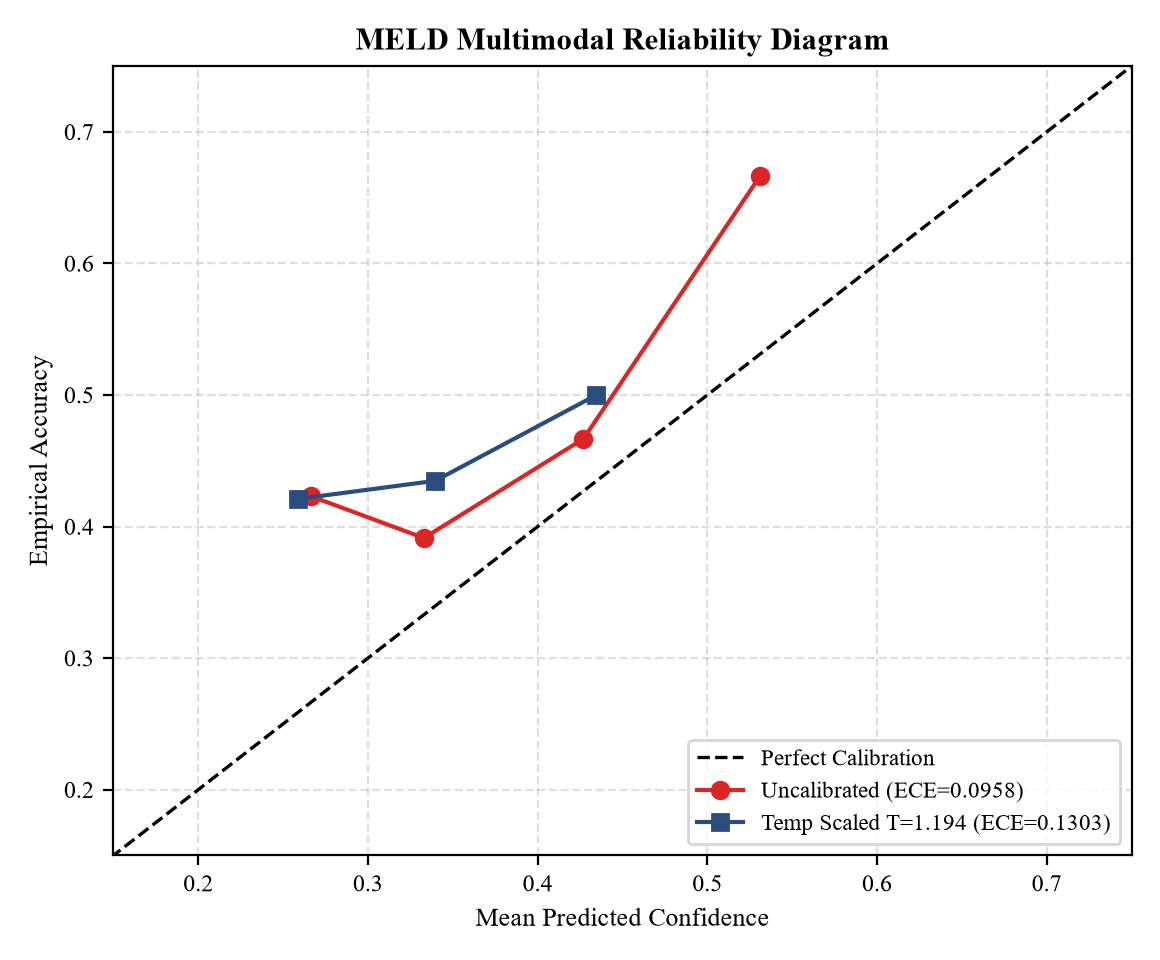 MELD Multimodal Reliability Diagram
Empirical Accuracy
0.7
0.6
0.5
0.4
0.3
0.2
Perfect Calibration
Uncalibrated (ECE=0.0958)
Temp Scaled T=1.194 (ECE=0.1303)
0.2 0.3 0.4 0.5 0.6 0.7
Mean Predicted Confidence